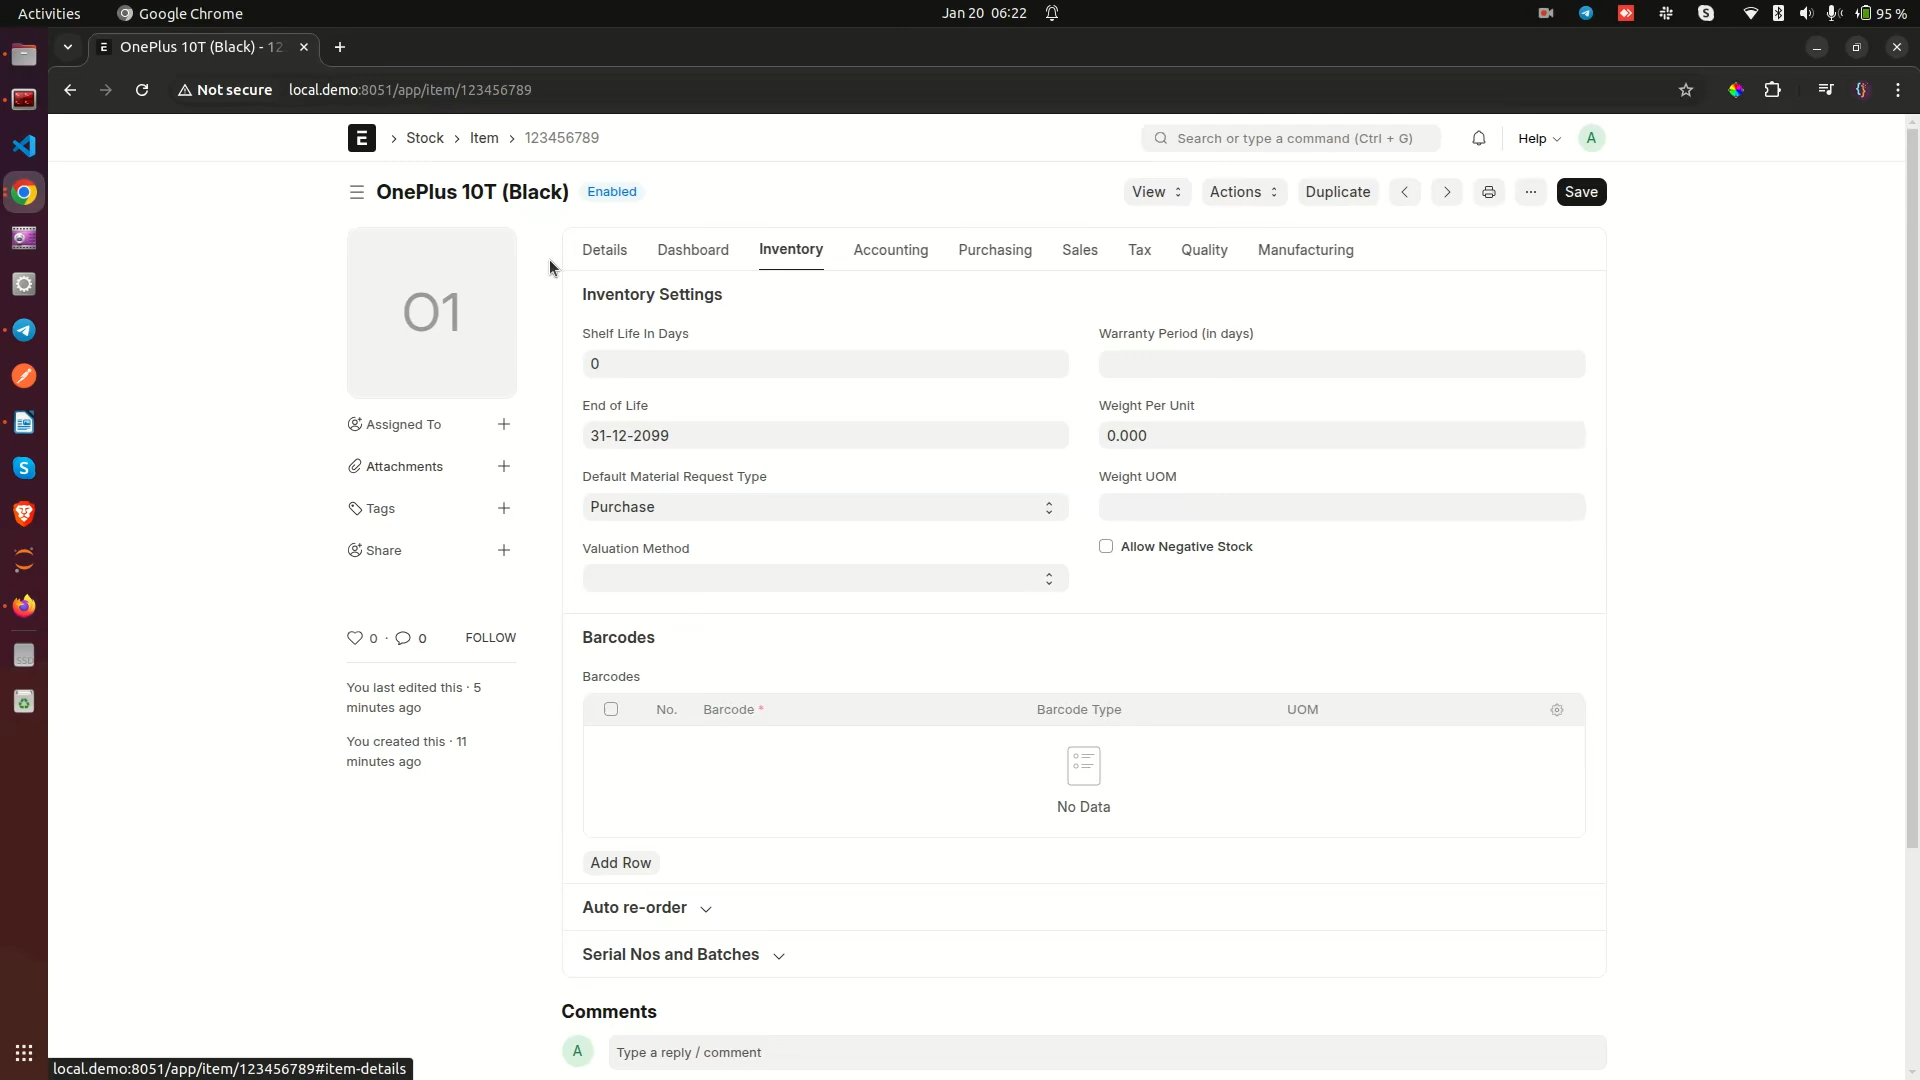 Activities
Google Chrome
Jan 20 06:22
95 %
E
OnePlus 10T (Black) - 12
Not secure
local.demo:8051/app/item/123456789
E
Stock
Item
123456789
Search or type a command (Ctrl + G)
Help
A
OnePlus 10T (Black)
Enabled
View
Actions
Duplicate
Save
O1
Assigned To
Attachments
Tags
Share
0 · 0
FOLLOW
You last edited this · 5
minutes ago
You created this · 11
minutes ago
Details
Dashboard
Inventory
Accounting
Purchasing
Sales
Tax
Quality
Manufacturing
Inventory Settings
Shelf Life In Days
0
End of Life
31-12-2099
Default Material Request Type
Purchase
Valuation Method
Warranty Period (in days)
Weight Per Unit
0.000
Weight UOM
Allow Negative Stock
Barcodes
Barcodes
No.
Barcode *
Barcode Type
UOM
No Data
Add Row
Auto re-order
Serial Nos and Batches
Comments
A
Type a reply / comment
SSD
local.demo:8051/app/item/123456789#item-details